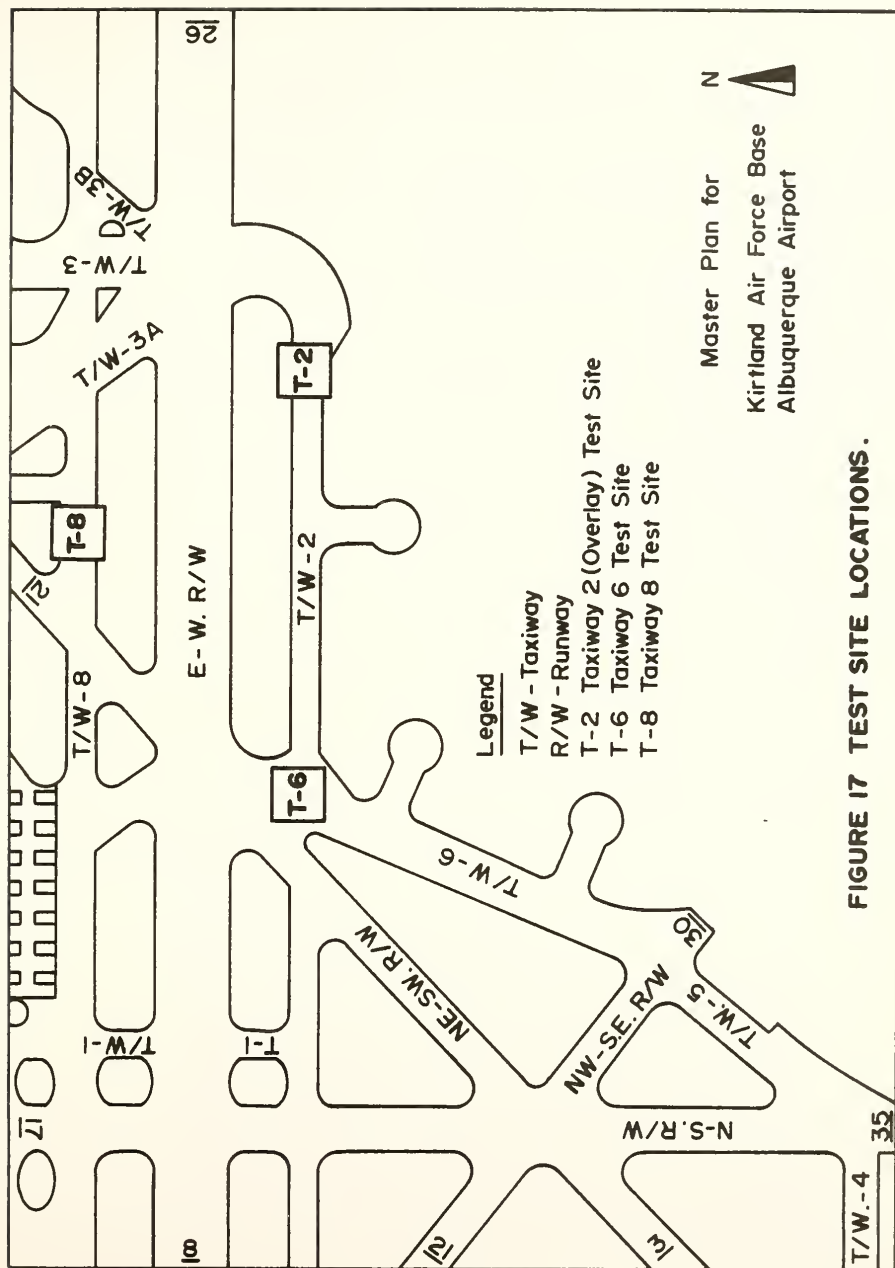 26
T/W-3B
T/W-3
T/W-3A
T-8
21
T/W-8
E-W. R/W
T-2
T/W-2
T-6
T/W-6
NE-SW. R/W
NW-S.E. R/W
30
T/W.-5
T/W-1
T-1
17
8
N-S. R/W
12
3
T/W.-4
35
Legend
T/W - Taxiway
R/W - Runway
T-2 Taxiway 2 (Overlay) Test Site
T-6 Taxiway 6 Test Site
T-8 Taxiway 8 Test Site
N
Master Plan for
Kirtland Air Force Base
Albuquerque Airport
FIGURE 17 TEST SITE LOCATIONS.